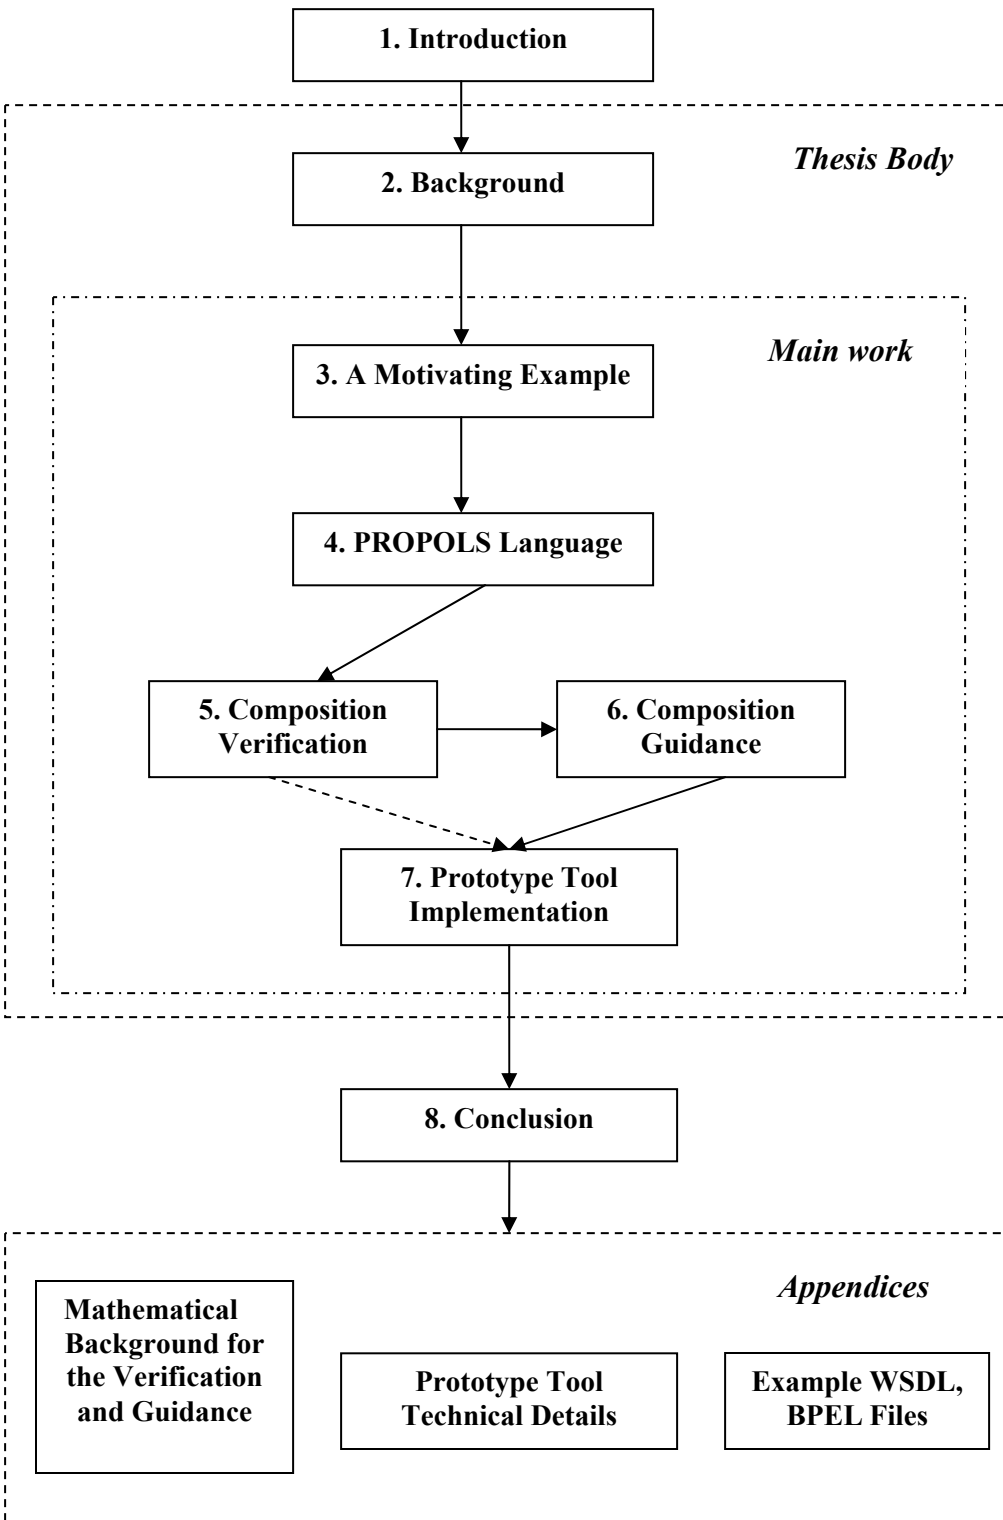 1. Introduction
Thesis Body
2. Background
Main work
3. A Motivating Example
4. PROPOLS Language
5. Composition
Verification
6. Composition
Guidance
7. Prototype Tool
Implementation
8. Conclusion
Appendices
Mathematical
Background for
the Verification
and Guidance
Prototype Tool
Technical Details
Example WSDL,
BPEL Files